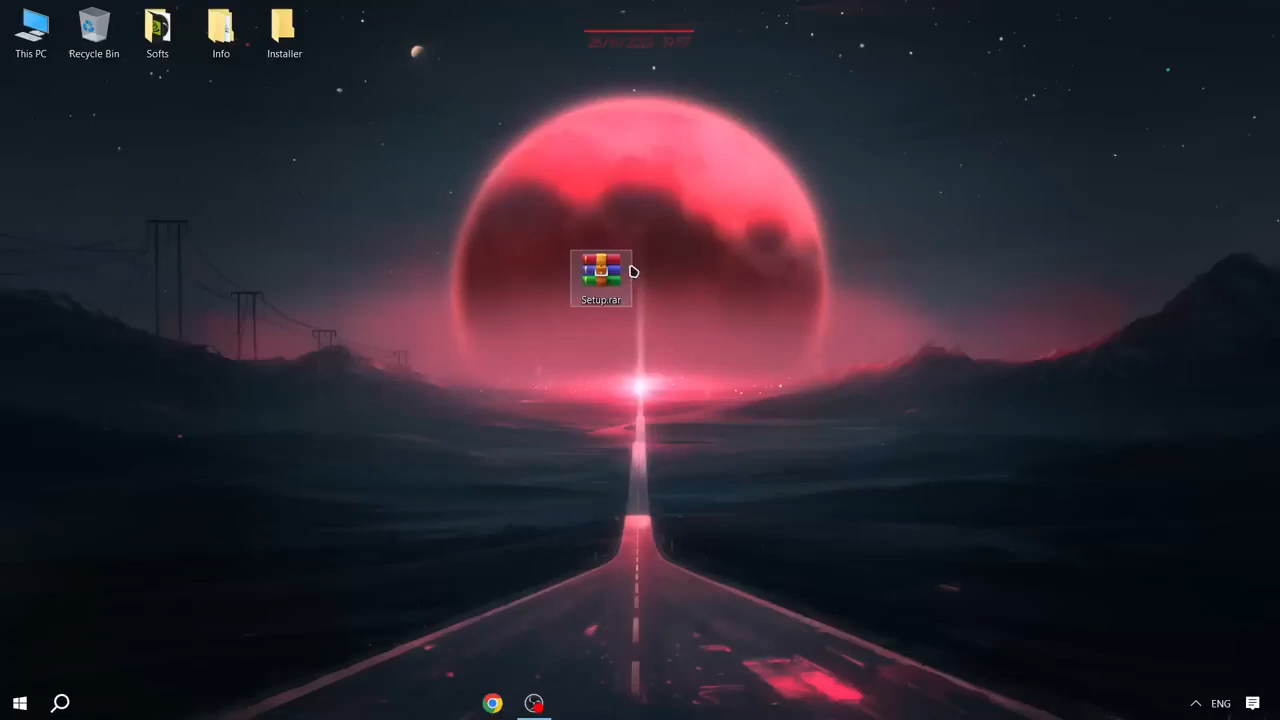 This PC
Recycle Bin
Softs
Info
Installer
Setup.rar
ENG